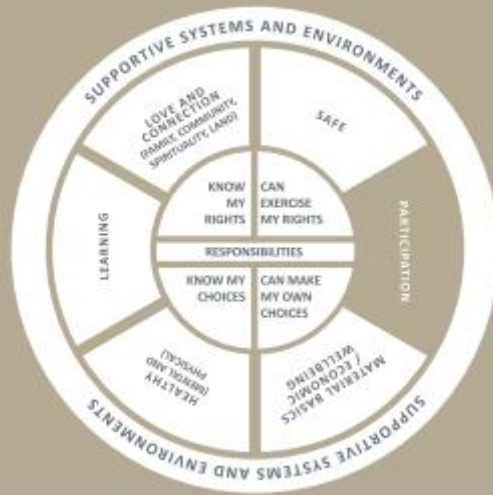 SUPPORTIVE SYSTEMS AND ENVIRONMENTS
LOVE AND
CONNECTION
(FAMILY, COMMUNITY,
SPIRITUALITY, LAND)
SAFE
KNOW
MY
RIGHTS
CAN
EXERCISE
MY RIGHTS
LEARNING
PARTICIPATION
RESPONSIBILITIES
KNOW MY
CHOICES
CAN MAKE
MY OWN
CHOICES
HEALTHY
(MENTAL AND
PHYSICAL)
MATERIAL BASICS
/ ECONOMIC
WELLBEING
SUPPORTIVE SYSTEMS AND ENVIRONMENTS